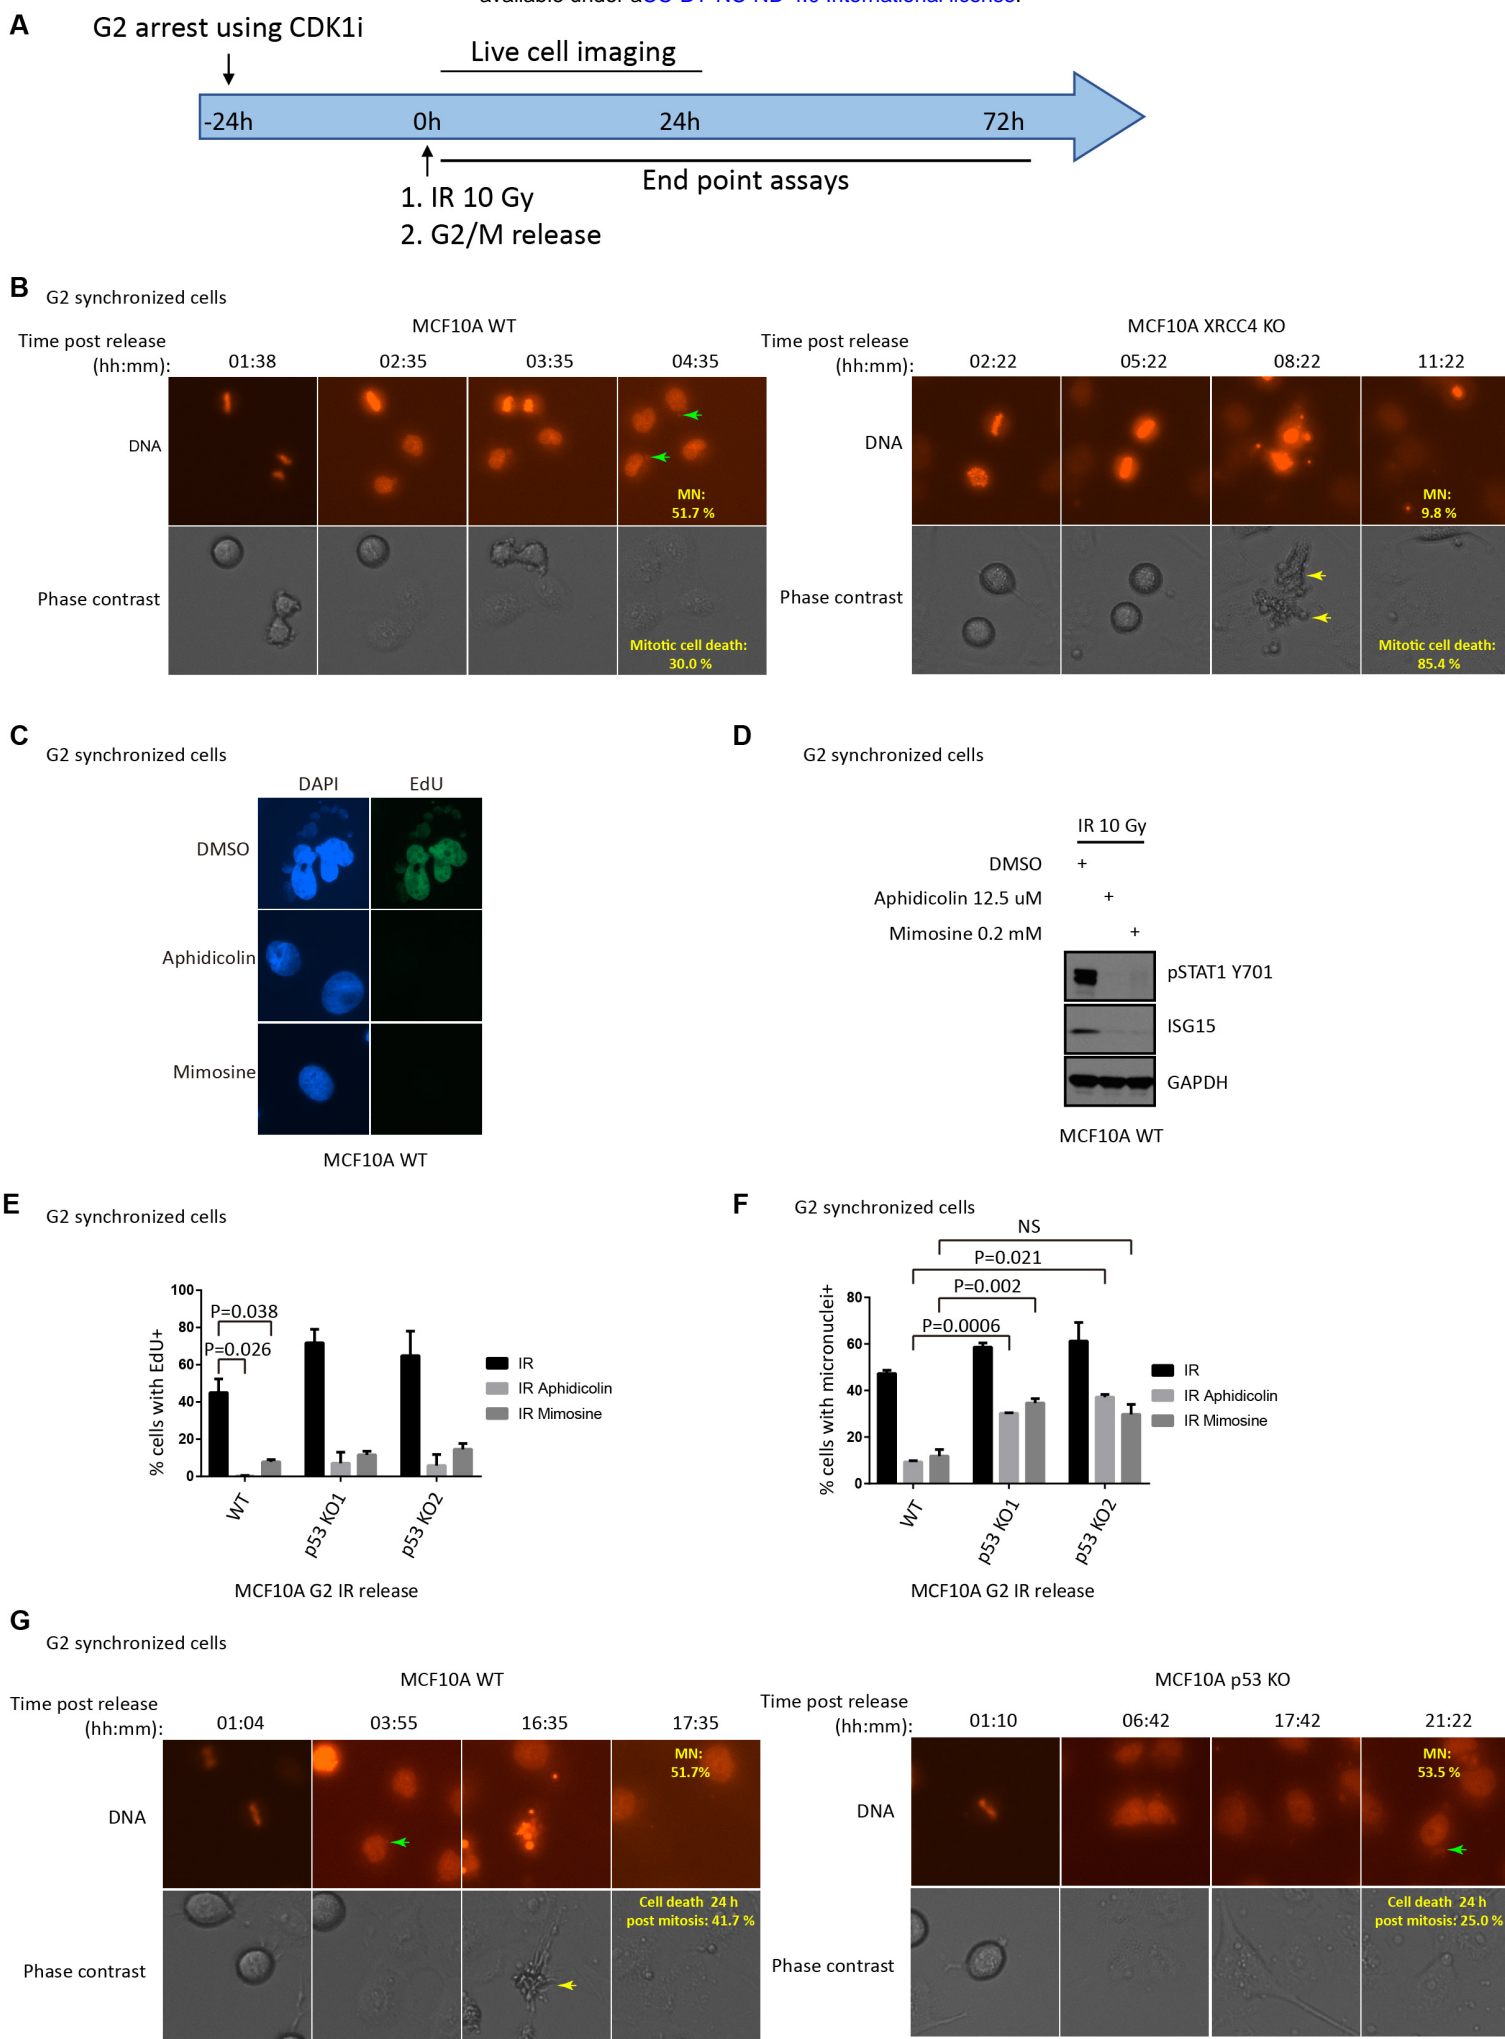 A
G2 arrest using CDK1i
Live cell imaging
-24h 0h 24h 72h
End point assays
1. IR 10 Gy
2. G2/M release
B
G2 synchronized cells
MCF10A WT
Time post release
(hh:mm):
01:38 02:35 03:35 04:35
DNA
MN:
51.7 %
Phase contrast
Mitotic cell death:
30.0 %
MCF10A XRCC4 KO
Time post release
(hh:mm):
02:22 05:22 08:22 11:22
DNA
MN:
9.8 %
Phase contrast
Mitotic cell death:
85.4 %
C
G2 synchronized cells
DAPI EdU
DMSO
Aphidicolin
Mimosine
MCF10A WT
D
G2 synchronized cells
IR 10 Gy
DMSO +
Aphidicolin 12.5 uM +
Mimosine 0.2 mM +
pSTAT1 Y701
ISG15
GAPDH
MCF10A WT
E
G2 synchronized cells
% cells with EdU+
100
80
60
40
20
0
P=0.038
P=0.026
IR
IR Aphidicolin
IR Mimosine
WT
p53 KO1
p53 KO2
MCF10A G2 IR release
F
G2 synchronized cells
NS
P=0.021
P=0.002
P=0.0006
% cells with micronuclei+
80
60
40
20
0
IR
IR Aphidicolin
IR Mimosine
WT
p53 KO1
p53 KO2
MCF10A G2 IR release
G
G2 synchronized cells
MCF10A WT
Time post release
(hh:mm):
01:04 03:55 16:35 17:35
DNA
MN:
51.7%
Phase contrast
Cell death 24 h
post mitosis: 41.7 %
MCF10A p53 KO
Time post release
(hh:mm):
01:10 06:42 17:42 21:22
DNA
MN:
53.5 %
Phase contrast
Cell death 24 h
post mitosis: 25.0 %